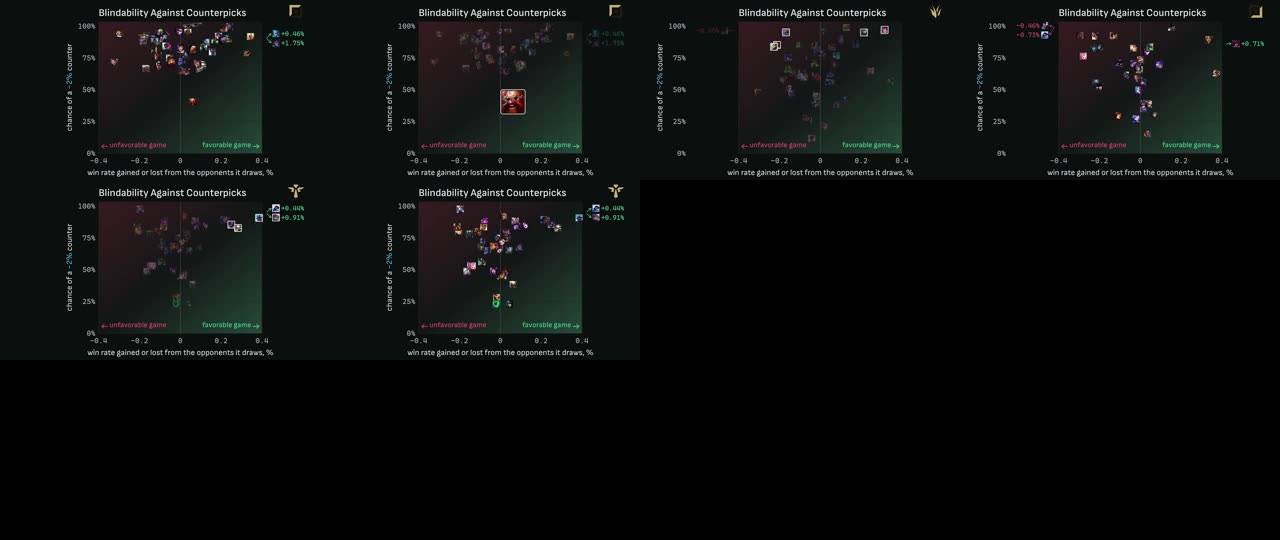 Blindability Against Counterpicks
100%
75%
50%
25%
0%
chance of a -2% counter
+0.46%
+1.75%
← unfavorable game
favorable game →
-0.4
-0.2
0
0.2
0.4
win rate gained or lost from the opponents it draws, %
Blindability Against Counterpicks
100%
75%
50%
25%
0%
chance of a -2% counter
+0.46%
+1.75%
← unfavorable game
favorable game →
-0.4
-0.2
0
0.2
0.4
win rate gained or lost from the opponents it draws, %
Blindability Against Counterpicks
100%
75%
50%
25%
0%
chance of a -2% counter
← unfavorable game
favorable game →
-0.4
-0.2
0
0.2
0.4
win rate gained or lost from the opponents it draws, %
Blindability Against Counterpicks
-0.46%
-0.73%
100%
75%
50%
25%
0%
chance of a -2% counter
+0.71%
← unfavorable game
favorable game →
-0.4
-0.2
0
0.2
0.4
win rate gained or lost from the opponents it draws, %
Blindability Against Counterpicks
100%
75%
50%
25%
0%
chance of a -2% counter
+0.44%
+0.91%
← unfavorable game
favorable game →
-0.4
-0.2
0
0.2
0.4
win rate gained or lost from the opponents it draws, %
Blindability Against Counterpicks
100%
75%
50%
25%
0%
chance of a -2% counter
+0.44%
+0.91%
← unfavorable game
favorable game →
-0.4
-0.2
0
0.2
0.4
win rate gained or lost from the opponents it draws, %